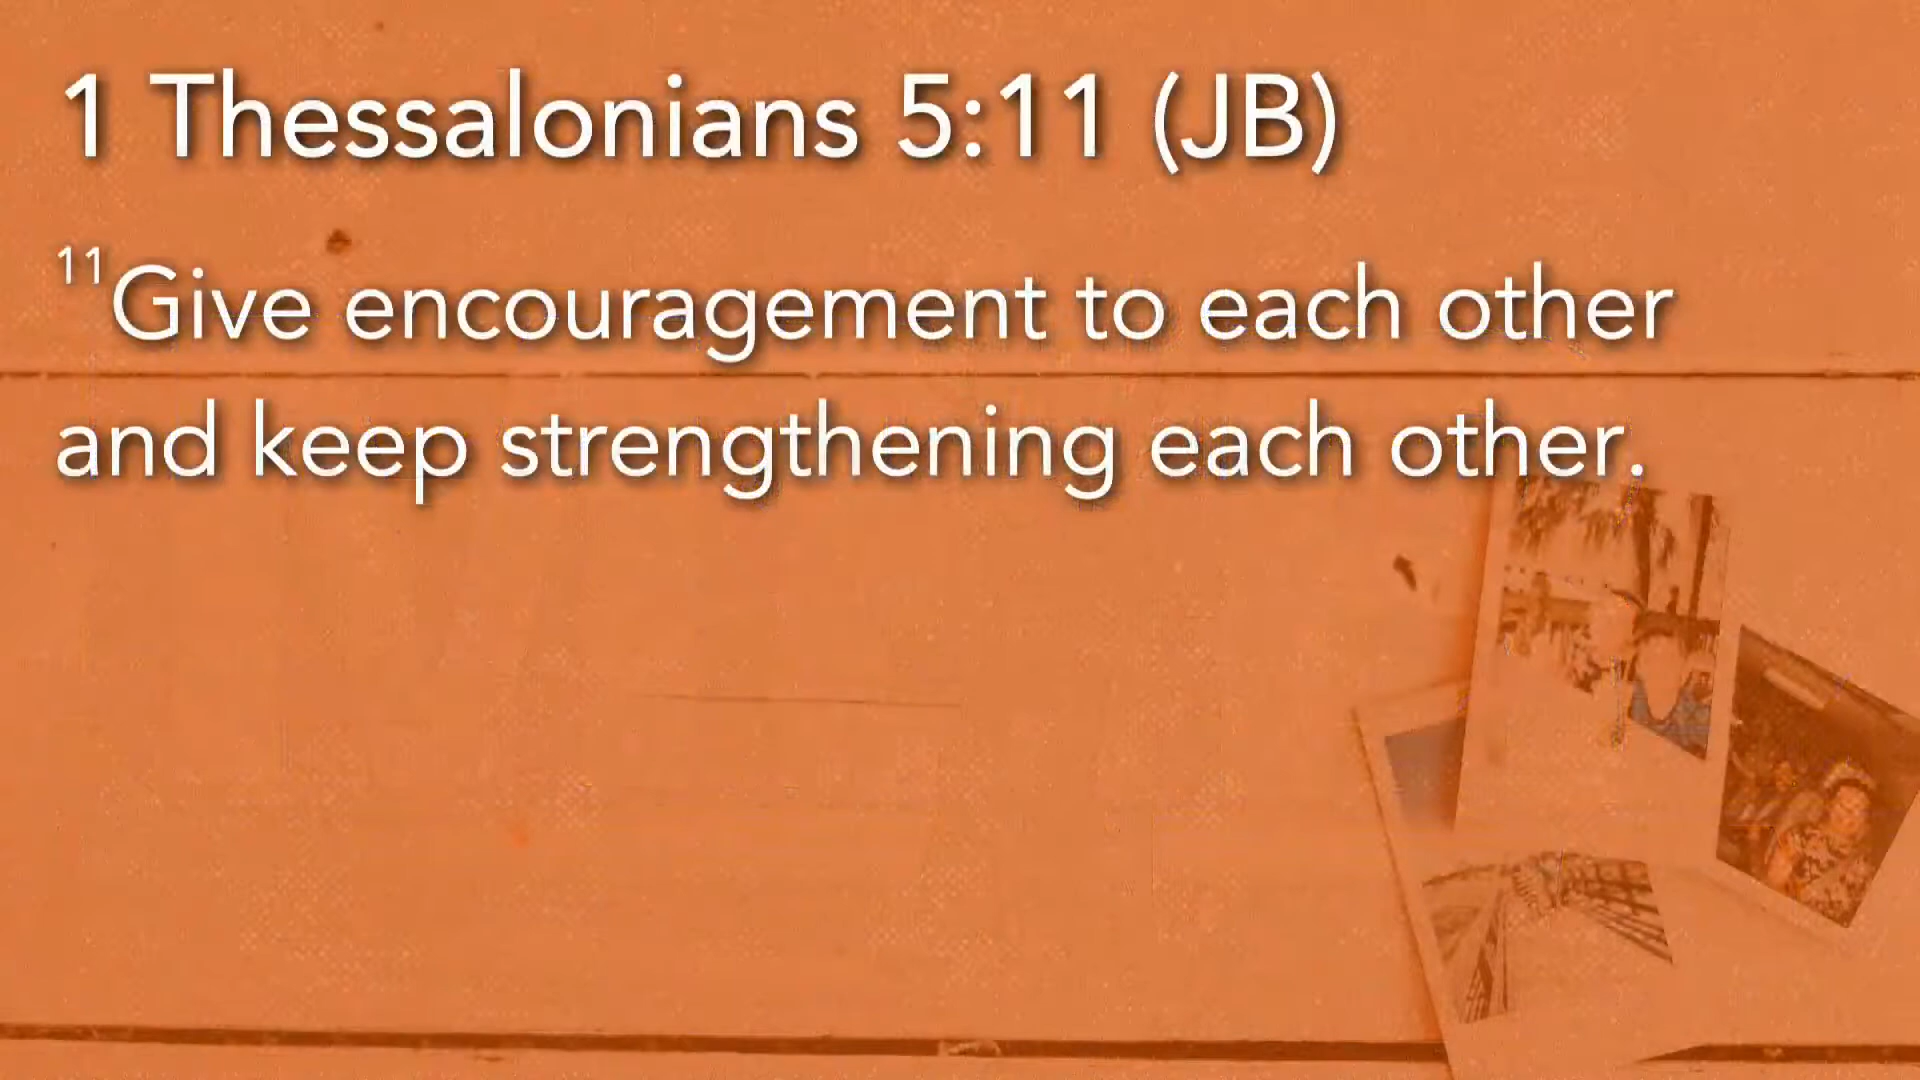 1 Thessalonians 5:11 (JB)
11Give encouragement to each other
and keep strengthening each other.